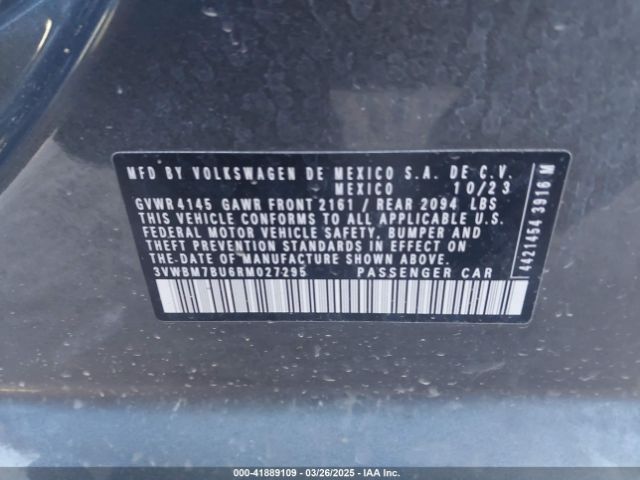 MFD BY VOLKSWAGEN DE MEXICO S.A. DE C.V.
MEXICO 10/23
GVWR 4145 GAWR FRONT 2161 / REAR 2094 LBS
THIS VEHICLE CONFORMS TO ALL APPLICABLE U.S.
FEDERAL MOTOR VEHICLE SAFETY, BUMPER AND
THEFT PREVENTION STANDARDS IN EFFECT ON
THE DATE OF MANUFACTURE SHOWN ABOVE.
3VWBM7BU6RM027295 PASSENGER CAR
4421454 3916 M
000-41889109 - 03/26/2025 - IAA Inc.